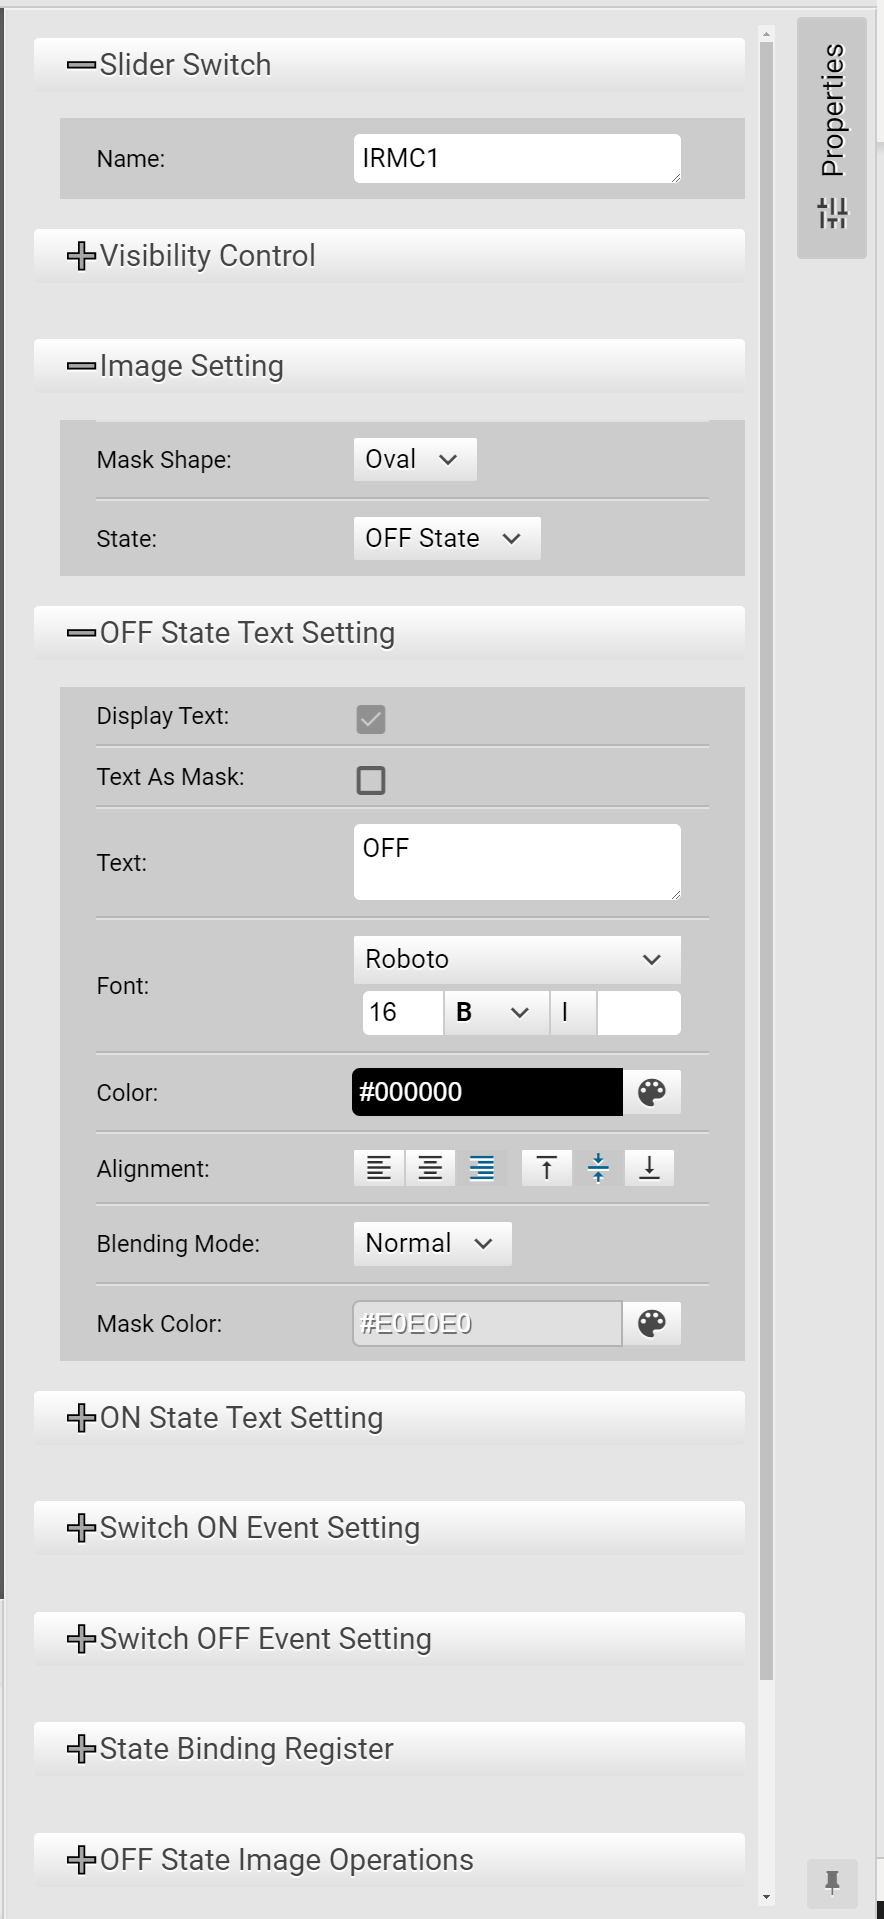 Slider Switch
Name: IRMC1
Visibility Control
Image Setting
Mask Shape: Oval
State: OFF State
OFF State Text Setting
Display Text:
Text As Mask:
Text: OFF
Font: Roboto
16 B I
Color: #000000
Alignment:
Blending Mode: Normal
Mask Color: #E0E0E0
ON State Text Setting
Switch ON Event Setting
Switch OFF Event Setting
State Binding Register
OFF State Image Operations
Properties